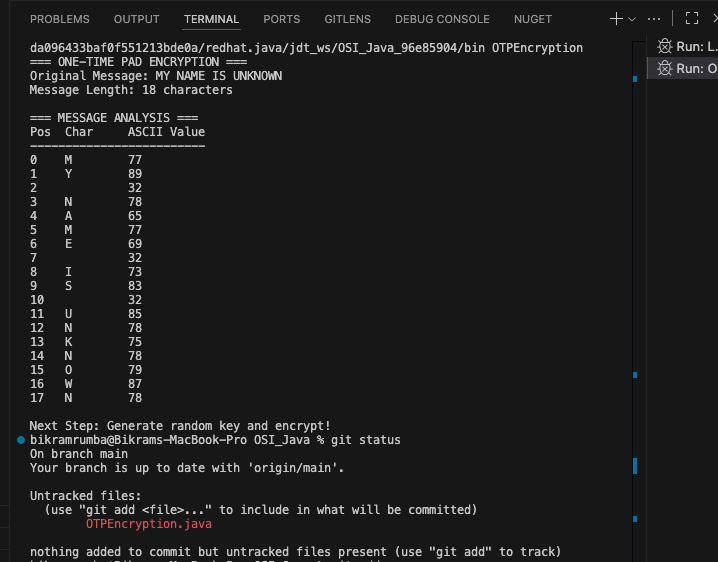 PROBLEMS OUTPUT TERMINAL PORTS GITLENS DEBUG CONSOLE NUGET
da096433baf0f551213bde0a/redhat.java/jdt_ws/OSI_Java_96e85904/bin OTPEncryption
=== ONE-TIME PAD ENCRYPTION ===
Original Message: MY NAME IS UNKNOWN
Message Length: 18 characters
=== MESSAGE ANALYSIS ===
Pos Char ASCII Value
-------------------------
0 M 77
1 Y 89
2 32
3 N 78
4 A 65
5 M 77
6 E 69
7 32
8 I 73
9 S 83
10 32
11 U 85
12 N 78
13 K 75
14 N 78
15 O 79
16 W 87
17 N 78
Next Step: Generate random key and encrypt!
bikramrumba@Bikrams-MacBook-Pro OSI_Java % git status
On branch main
Your branch is up to date with 'origin/main'.
Untracked files:
(use "git add <file>..." to include in what will be committed)
OTPEncryption.java
nothing added to commit but untracked files present (use "git add" to track)
Run: L.
Run: O